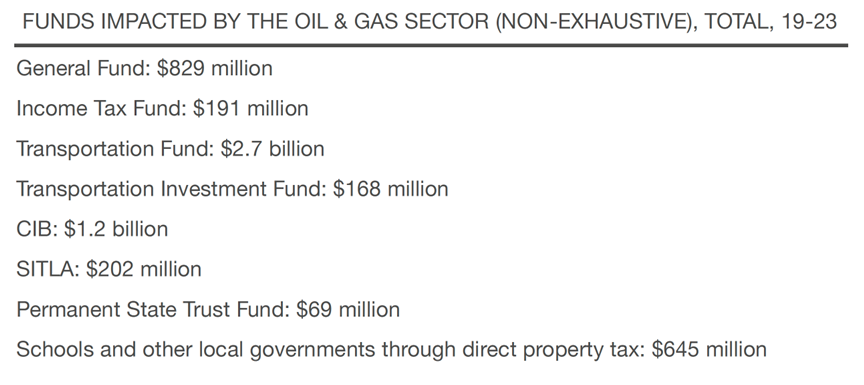 FUNDS IMPACTED BY THE OIL & GAS SECTOR (NON-EXHAUSTIVE), TOTAL, 19-23
General Fund: $829 million
Income Tax Fund: $191 million
Transportation Fund: $2.7 billion
Transportation Investment Fund: $168 million
CIB: $1.2 billion
SITLA: $202 million
Permanent State Trust Fund: $69 million
Schools and other local governments through direct property tax: $645 million